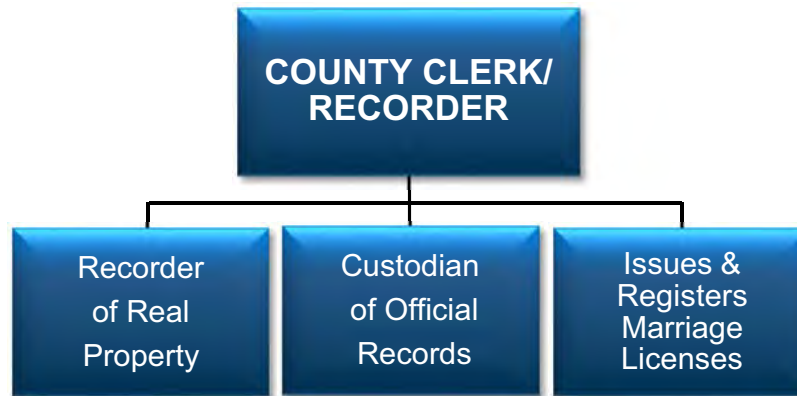 COUNTY CLERK/
RECORDER
Recorder
of Real
Property
Custodian
of Official
Records
Issues &
Registers
Marriage
Licenses